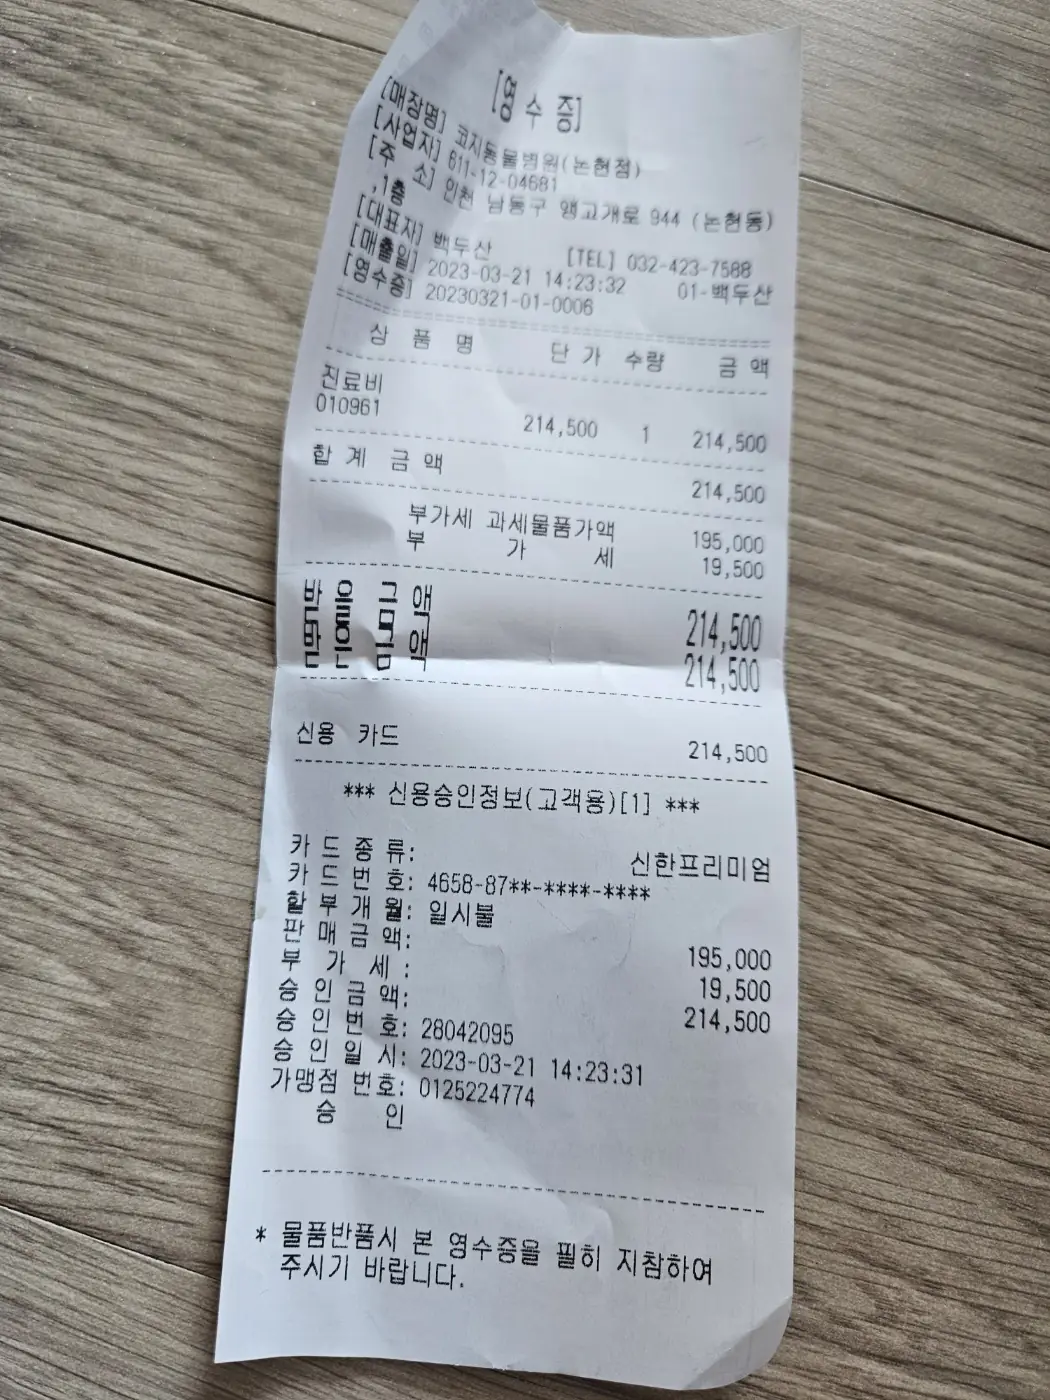 [영 수 증]
[매장명] 코지동물병원(논현점)
[사업자] 611-12-04681
[주 소] 인천 남동구 앵고개로 944 (논현동)
,1층
[대표자] 백두산 [TEL] 032-423-7588
[매출일] 2023-03-21 14:23:32 01-백두산
[영수증] 20230321-01-0006
상 품 명 단 가 수량 금 액
진료비
010961 214,500 1 214,500
합 계 금 액 214,500
부가세 과세물품가액 195,000
부 가 세 19,500
받 을 금 액 214,500
받 은 금 액 214,500
신용 카드 214,500
*** 신용승인정보(고객용)[1] ***
카 드 종 류: 신한프리미엄
카 드 번 호: 4658-87**-****-****
할 부 개 월: 일시불
판 매 금 액: 195,000
부 가 세 : 19,500
승 인 금 액: 214,500
승 인 번 호: 28042095
승 인 일 시: 2023-03-21 14:23:31
가맹점 번호: 0125224774
승 인
* 물품반품시 본 영수증을 필히 지참하여
주시기 바랍니다.